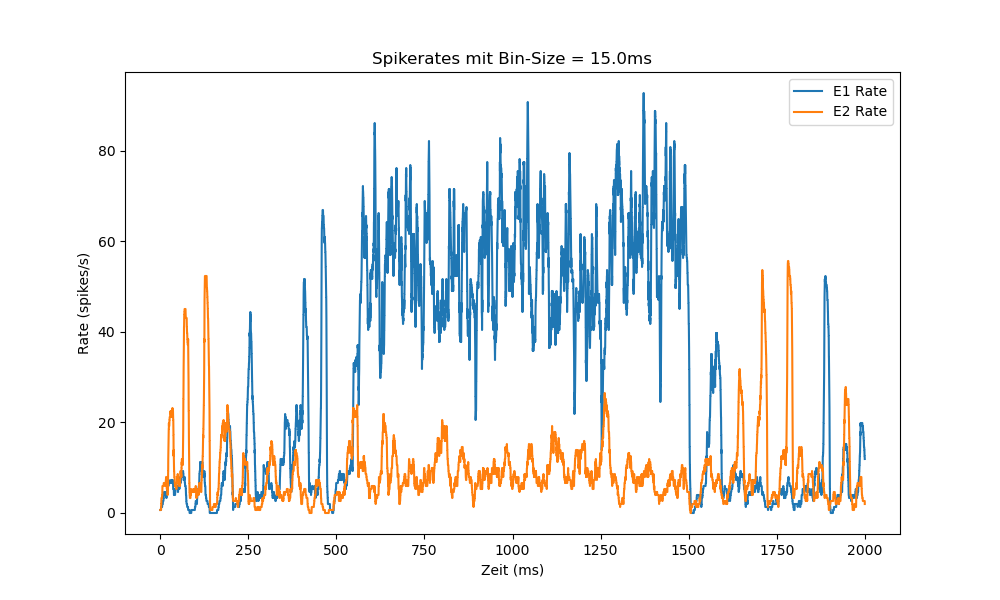 Spikerates mit Bin-Size = 15.0ms
E1 Rate
E2 Rate
Rate (spikes/s)
80
60
40
20
0
0 250 500 750 1000 1250 1500 1750 2000
Zeit (ms)